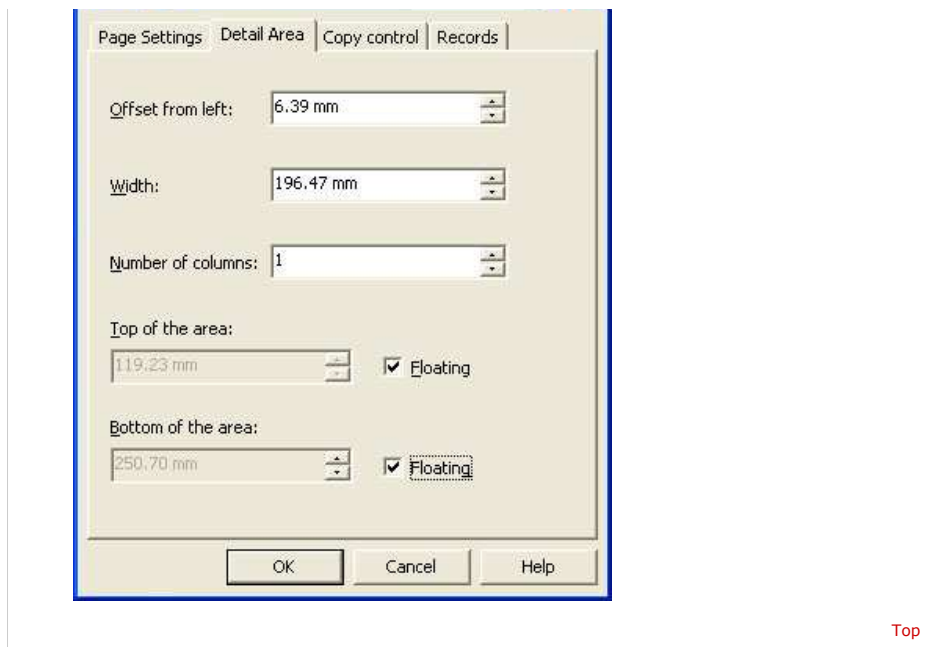 Page Settings Detail Area Copy control Records
Offset from left: 6.39 mm
Width: 196.47 mm
Number of columns: 1
Top of the area:
119.23 mm Floating
Bottom of the area:
250.70 mm Floating
OK Cancel Help
Top